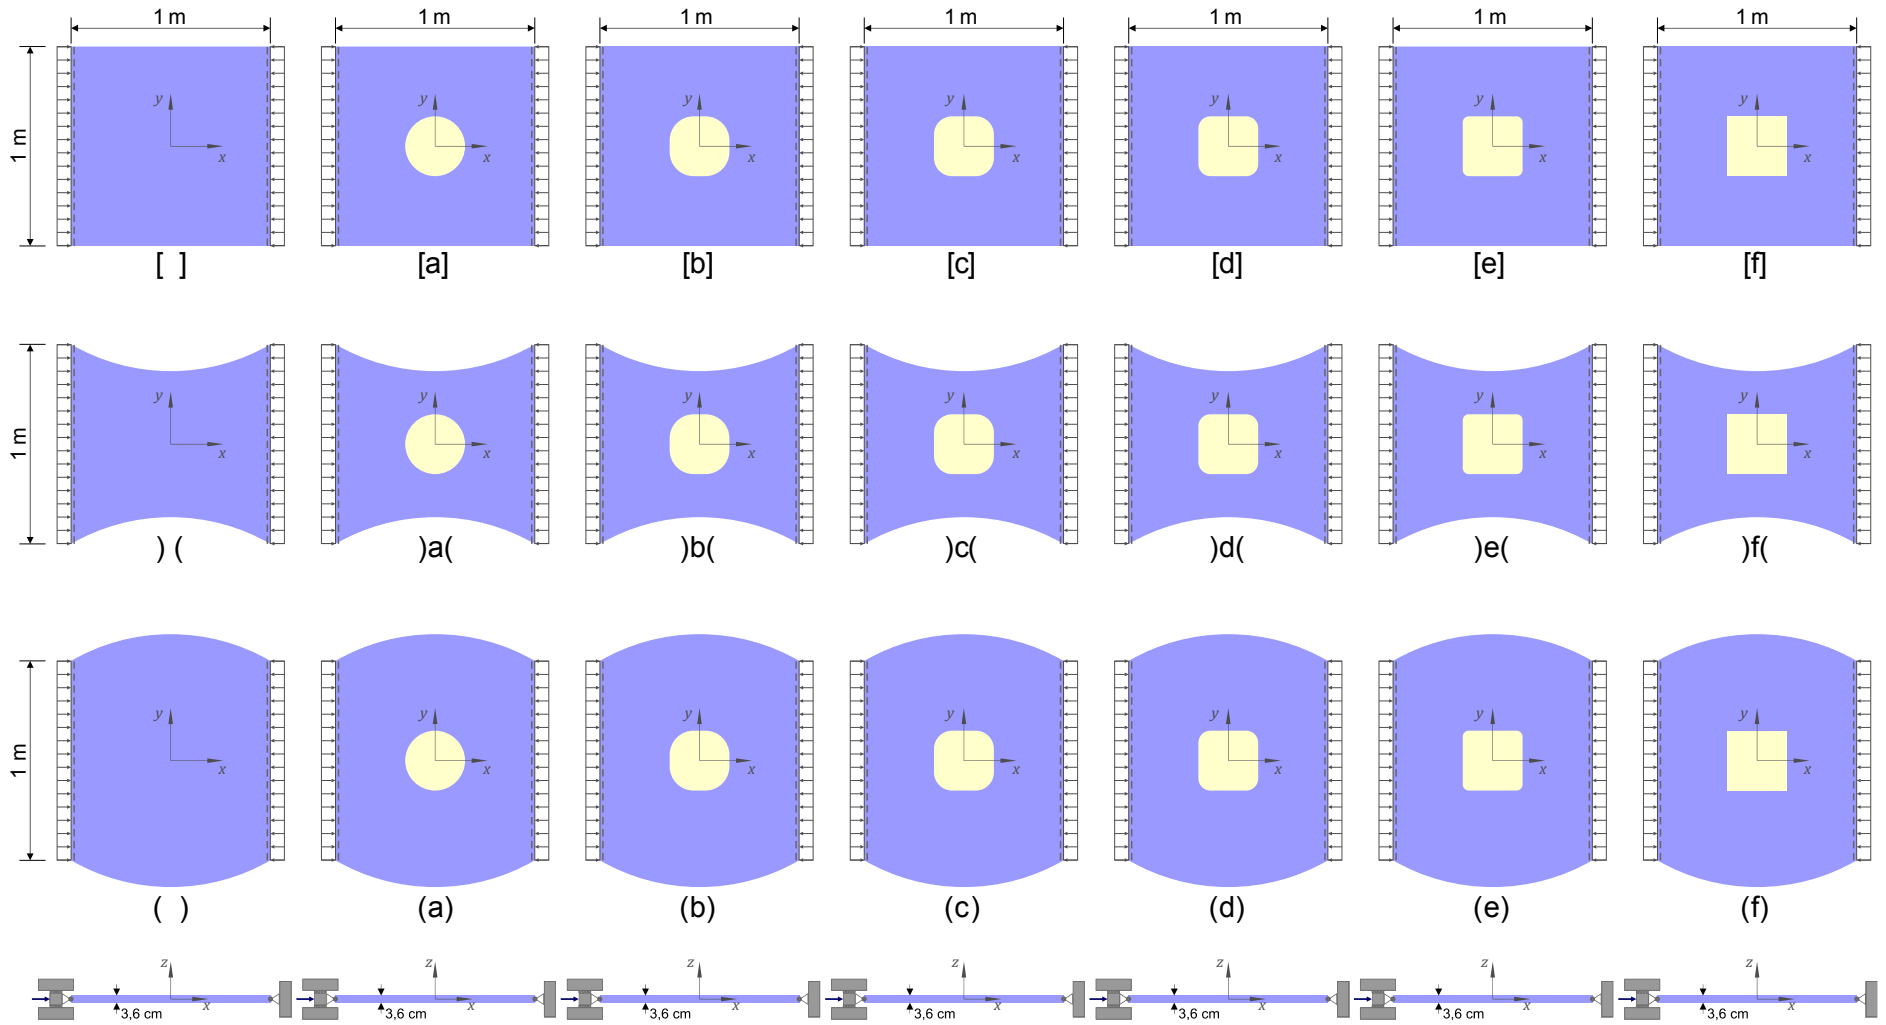 1 m 1 m 1 m 1 m 1 m 1 m 1 m
1 m
y y y y y y y
x x x x x x x
[ ] [a] [b] [c] [d] [e] [f]
1 m
y y y y y y y
x x x x x x x
) ( )a( )b( )c( )d( )e( )f(
1 m
y y y y y y y
x x x x x x x
( ) (a) (b) (c) (d) (e) (f)
z z z z z z z
x x x x x x x
3,6 cm 3,6 cm 3,6 cm 3,6 cm 3,6 cm 3,6 cm 3,6 cm